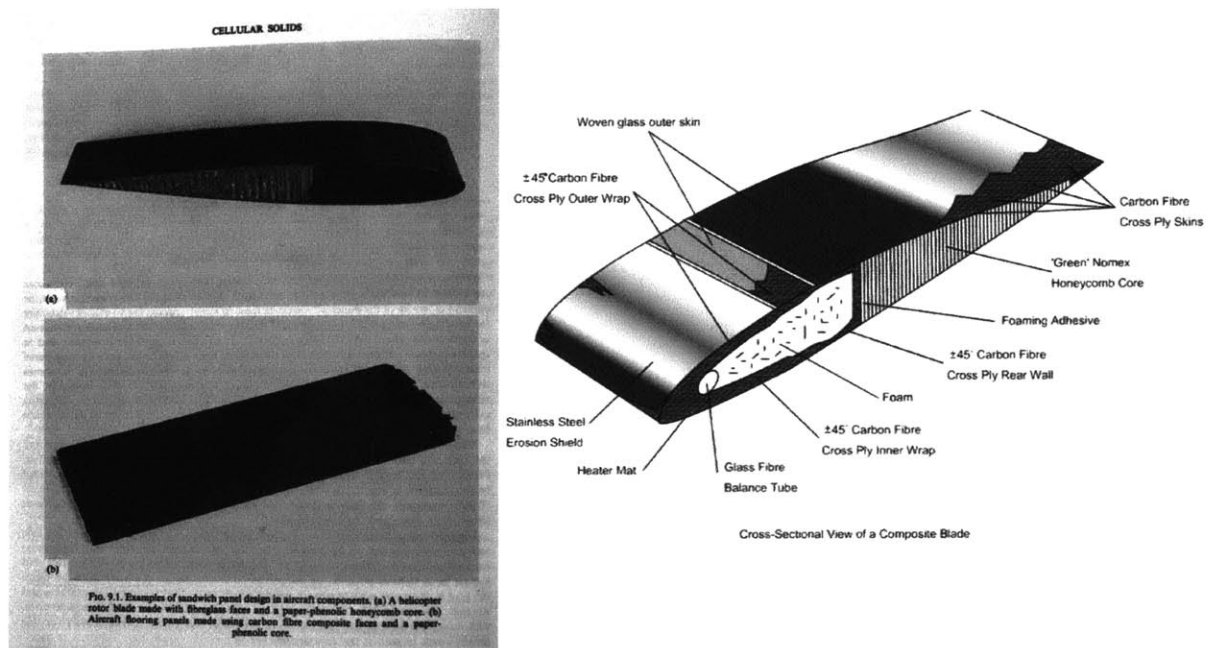 CELLULAR SOLIDS
(a)
(b)
FIG. 9.1. Examples of sandwich panel design in aircraft components. (a) A helicopter
rotor blade made with fibreglass faces and a paper-phenolic honeycomb core. (b)
Aircraft flooring panels made using carbon fibre composite faces and a paper-
phenolic core.
Woven glass outer skin
±45° Carbon Fibre
Cross Ply Outer Wrap
Carbon Fibre
Cross Ply Skins
'Green' Nomex
Honeycomb Core
Foaming Adhesive
±45° Carbon Fibre
Cross Ply Rear Wall
Foam
±45° Carbon Fibre
Cross Ply Inner Wrap
Stainless Steel
Erosion Shield
Heater Mat
Glass Fibre
Balance Tube
Cross-Sectional View of a Composite Blade